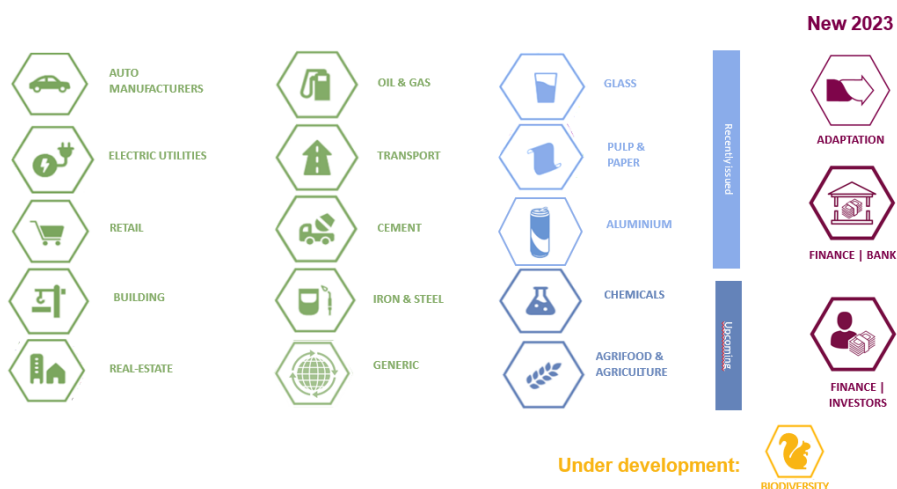 New 2023
AUTO
MANUFACTURERS
OIL & GAS
GLASS
ELECTRIC UTILITIES
TRANSPORT
PULP &
PAPER
Recently issued
ADAPTATION
RETAIL
CEMENT
ALUMINIUM
FINANCE | BANK
BUILDING
IRON & STEEL
CHEMICALS
REAL-ESTATE
GENERIC
AGRIFOOD &
AGRICULTURE
Upcoming
FINANCE |
INVESTORS
Under development:
BIODIVERSITY